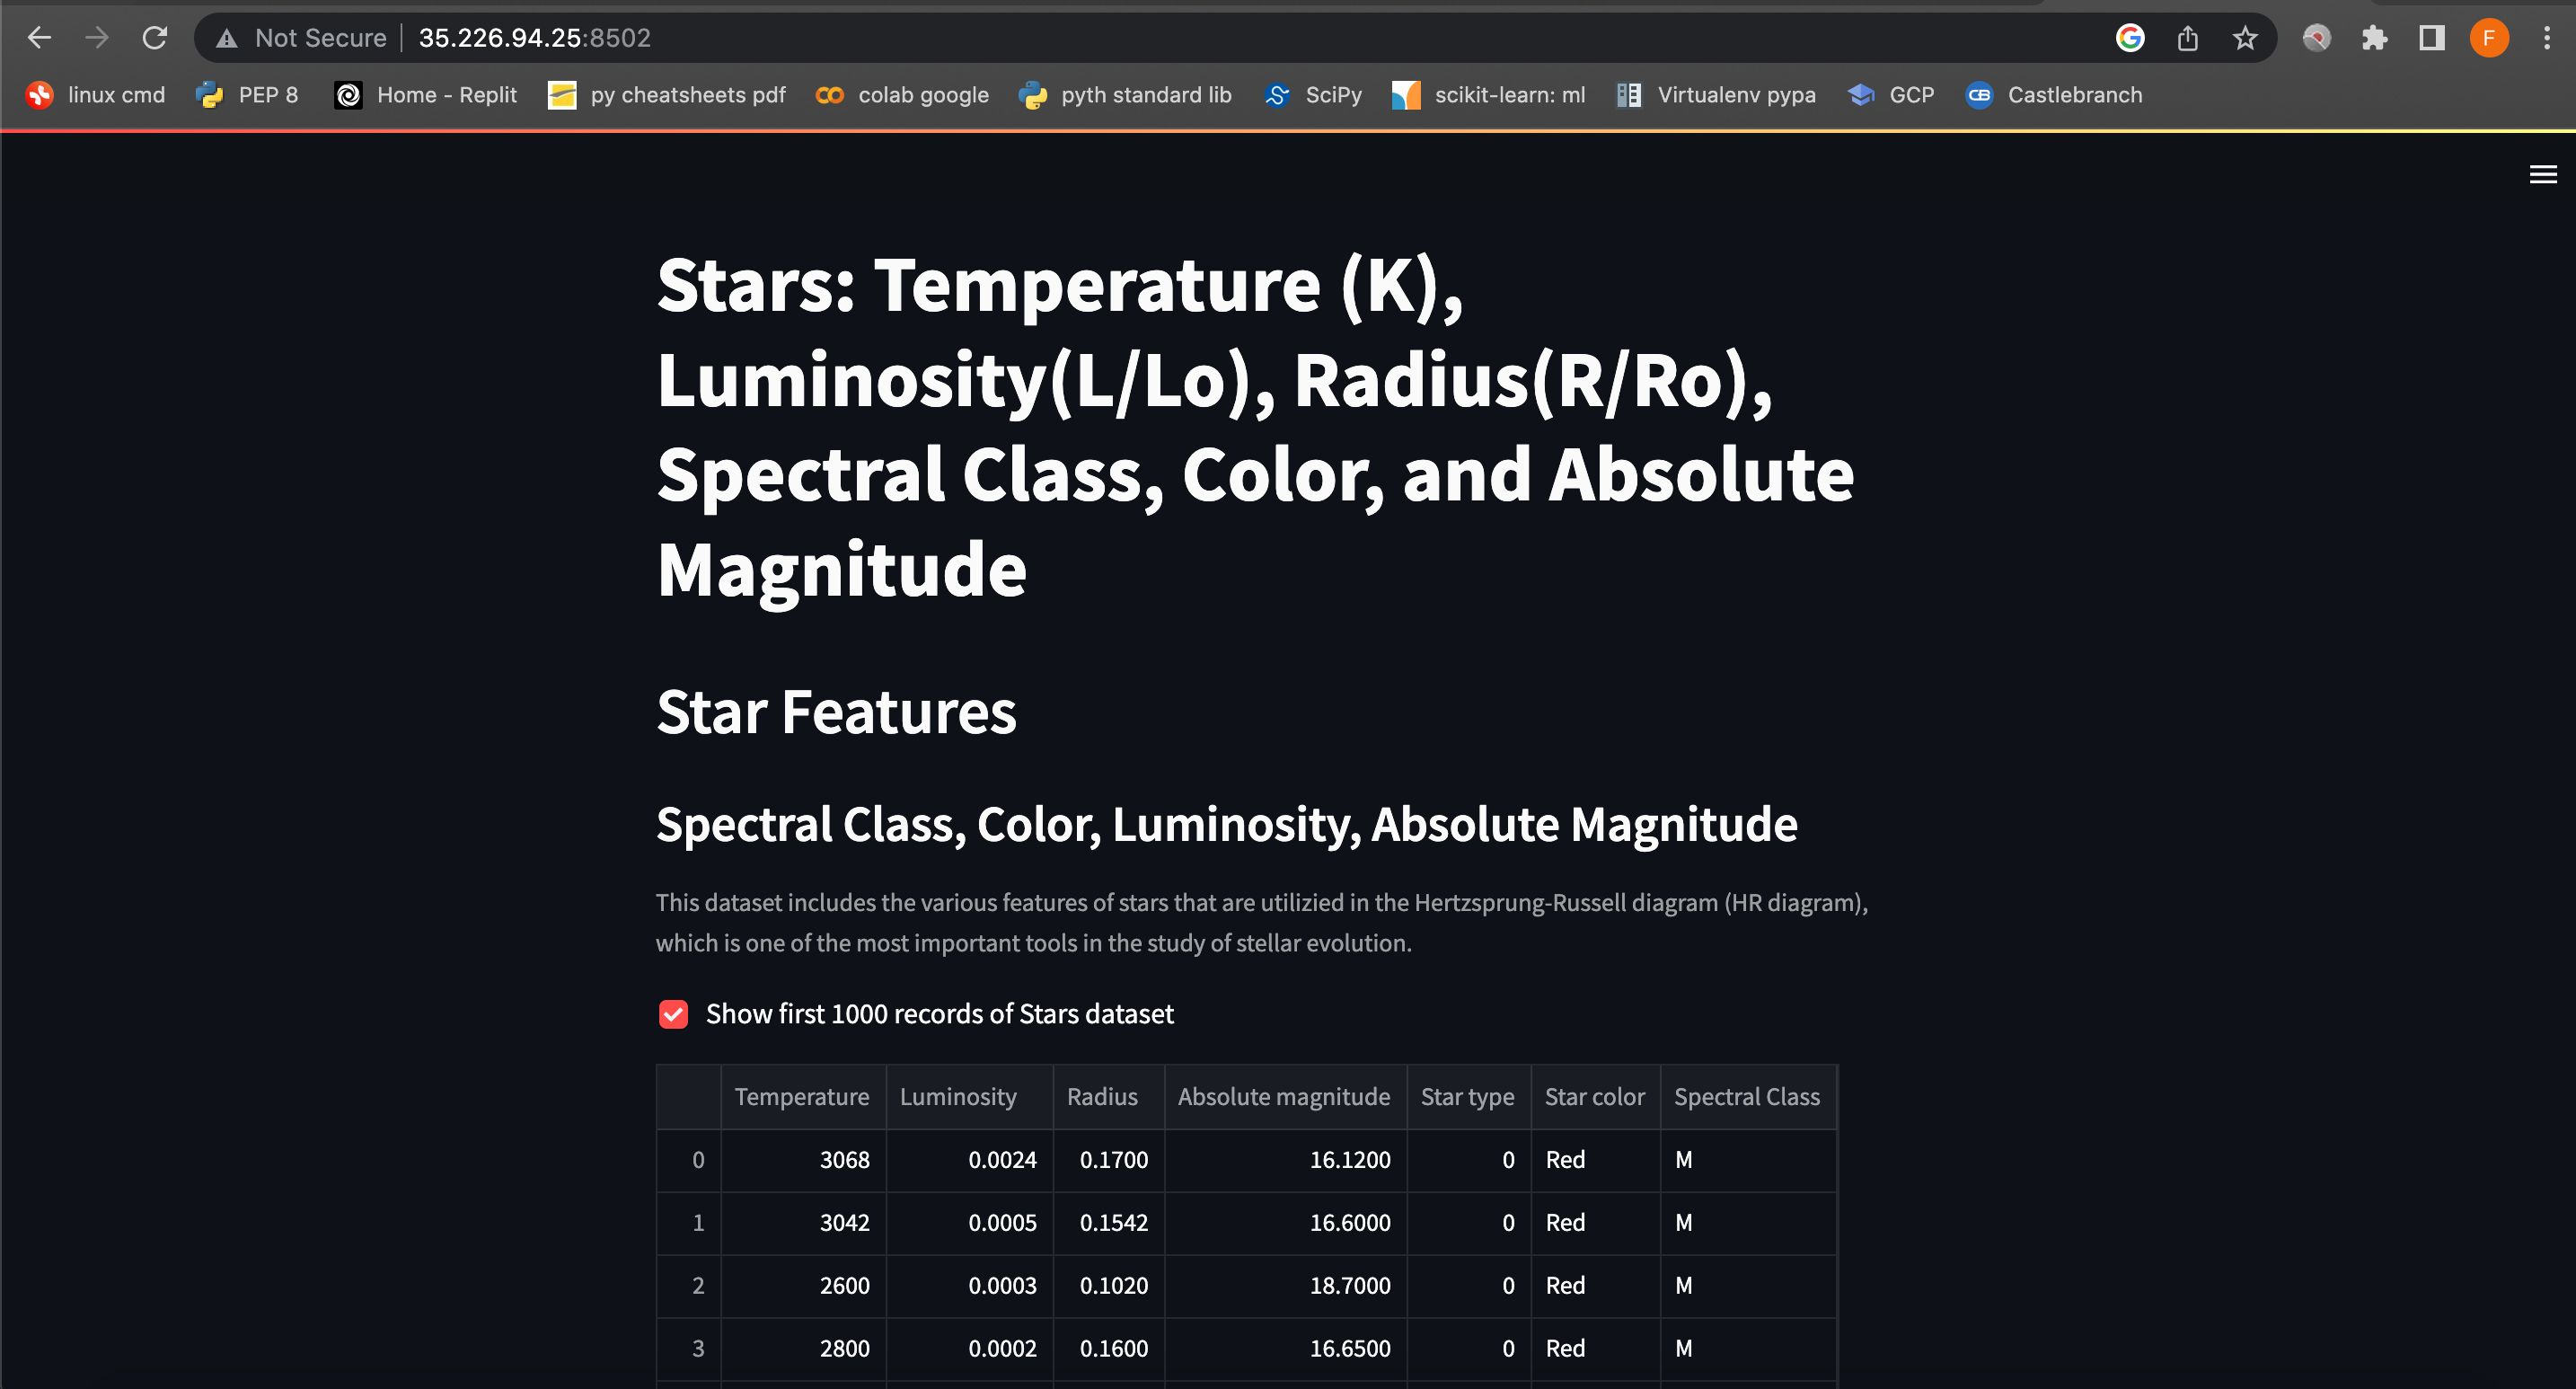 Not Secure 35.226.94.25:8502
F
linux cmd PEP 8 Home - Replit py cheatsheets pdf colab google pyth standard lib SciPy scikit-learn: ml Virtualenv pypa GCP CB Castlebranch
Stars: Temperature (K),
Luminosity(L/Lo), Radius(R/Ro),
Spectral Class, Color, and Absolute
Magnitude
Star Features
Spectral Class, Color, Luminosity, Absolute Magnitude
This dataset includes the various features of stars that are utilizied in the Hertzsprung-Russell diagram (HR diagram),
which is one of the most important tools in the study of stellar evolution.
Show first 1000 records of Stars dataset
Temperature Luminosity Radius Absolute magnitude Star type Star color Spectral Class
0 3068 0.0024 0.1700 16.1200 0 Red M
1 3042 0.0005 0.1542 16.6000 0 Red M
2 2600 0.0003 0.1020 18.7000 0 Red M
3 2800 0.0002 0.1600 16.6500 0 Red M